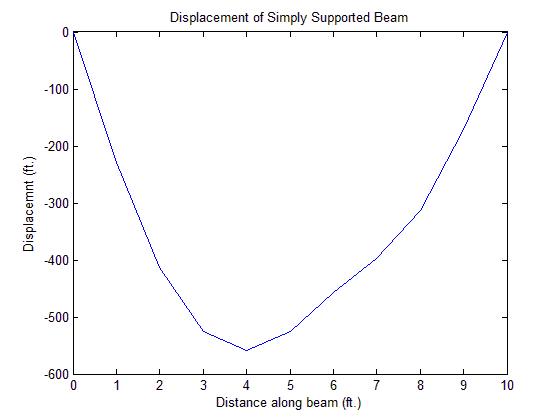 Displacement of Simply Supported Beam
0
-100
-200
-300
-400
-500
-600
Displacemnt (ft.)
0 1 2 3 4 5 6 7 8 9 10
Distance along beam (ft.)